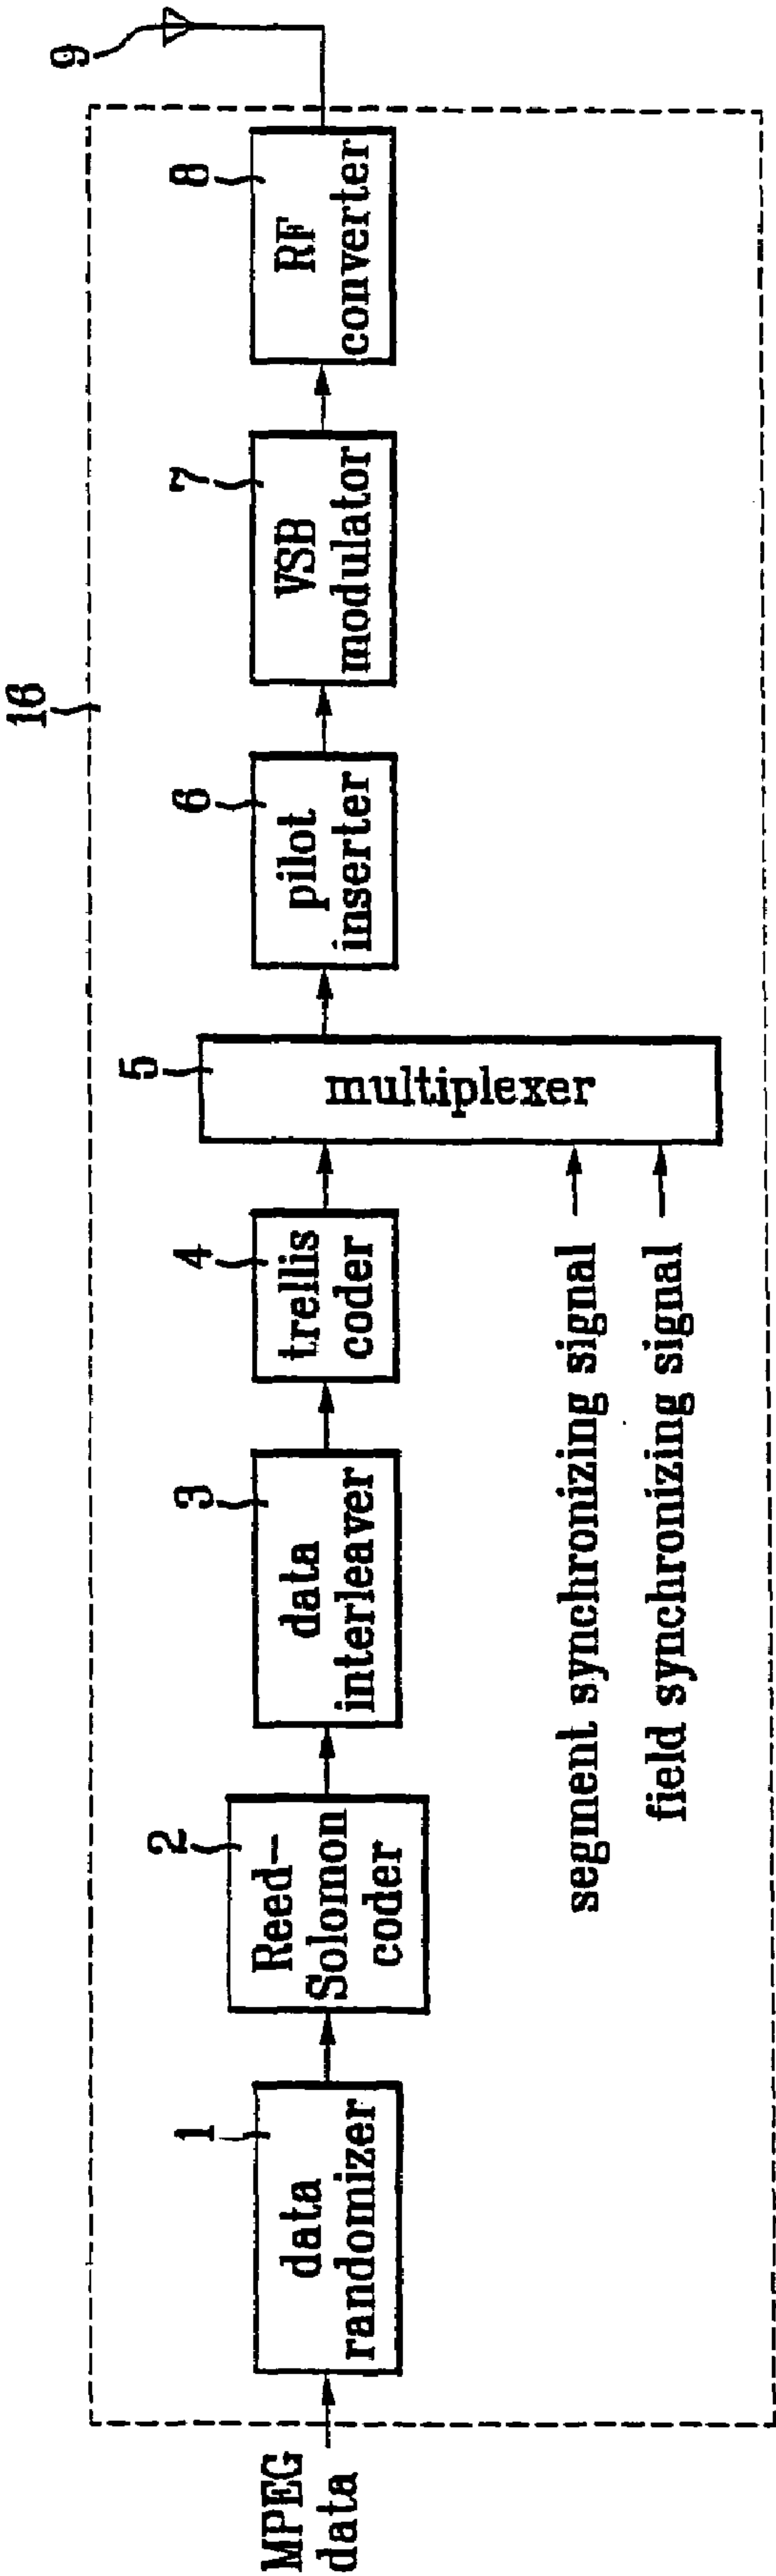 16
MPEG
data
1
data
randomizer
2
Reed-
Solomon
coder
3
data
interleaver
4
trellis
coder
5
multiplexer
6
pilot
inserter
7
VSB
modulator
8
RF
converter
9
segment synchronizing signal
field synchronizing signal